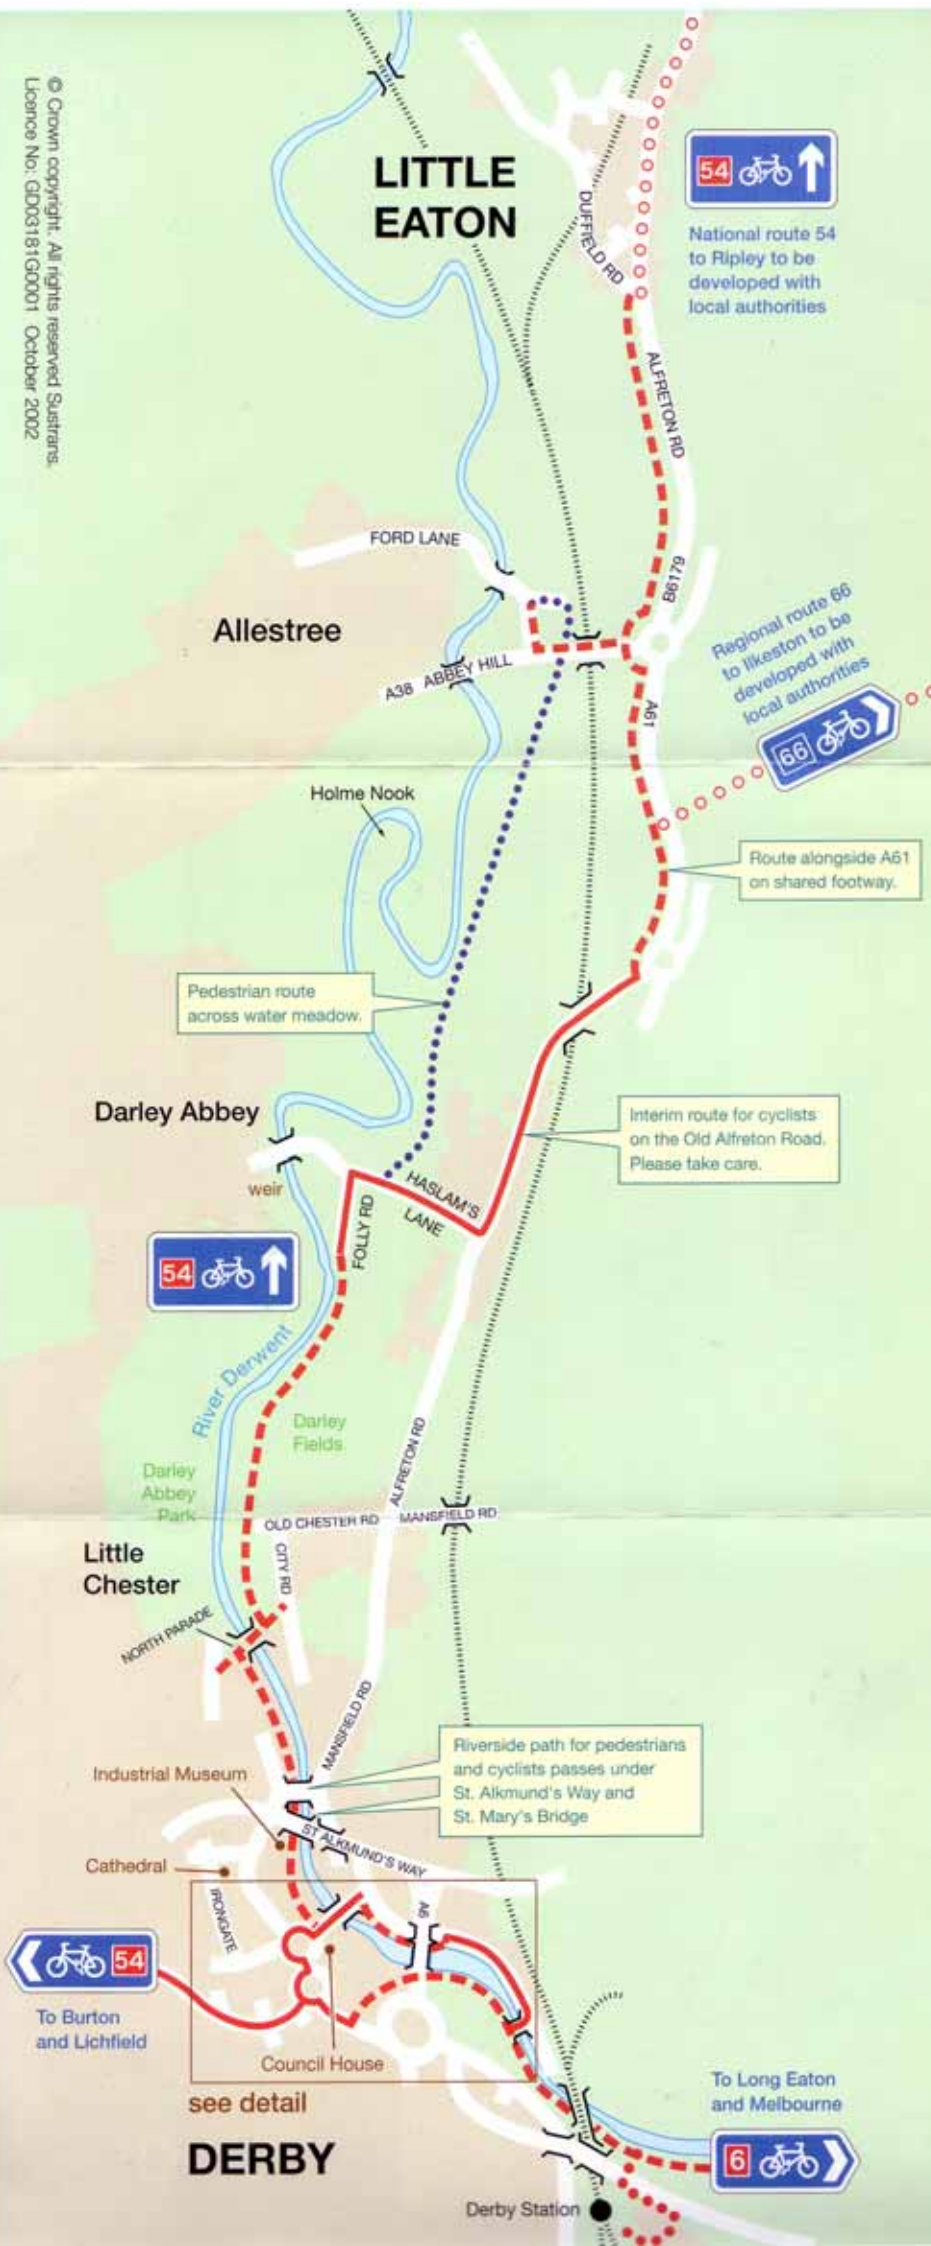 © Crown copyright. All rights reserved Sustrans.
Licence No: GD03181G0001 October 2002
LITTLE
EATON
DUFFIELD RD
54
National route 54
to Ripley to be
developed with
local authorities
ALFRETON RD
FORD LANE
B6179
Allestree
A38 ABBEY HILL
Regional route 66
to Ilkeston to be
developed with
local authorities
66
A61
Holme Nook
Route alongside A61
on shared footway.
Pedestrian route
across water meadow.
Darley Abbey
Interim route for cyclists
on the Old Alfreton Road.
Please take care.
weir
HASLAM'S
LANE
FOLLY RD
54
River Derwent
Darley
Fields
Darley
Abbey
Park
ALFRETON RD
OLD CHESTER RD
MANSFIELD RD
Little
Chester
CITY RD
NORTH PARADE
MANSFIELD RD
Riverside path for pedestrians
and cyclists passes under
St. Alkmund's Way and
St. Mary's Bridge
Industrial Museum
ST ALKMUND'S WAY
Cathedral
IRONGATE
A6
54
To Burton
and Lichfield
Council House
see detail
To Long Eaton
and Melbourne
6
DERBY
Derby Station